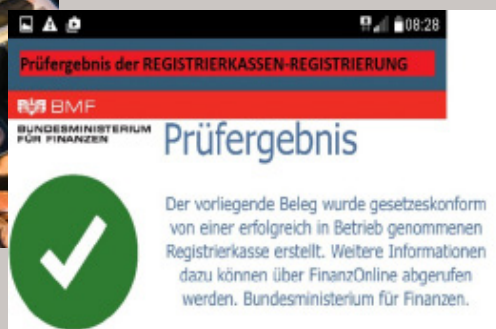 08:28
Prüfergebnis der REGISTRIERKASSEN-REGISTRIERUNG
BMF
BUNDESMINISTERIUM
FÜR FINANZEN
Prüfergebnis
Der vorliegende Beleg wurde gesetzeskonform
von einer erfolgreich in Betrieb genommenen
Registrierkasse erstellt. Weitere Informationen
dazu können über FinanzOnline abgerufen
werden. Bundesministerium für Finanzen.